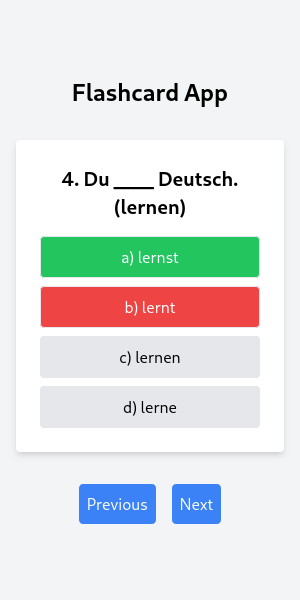 Flashcard App
4. Du ____ Deutsch.
(lernen)
a) lernst
b) lernt
c) lernen
d) lerne
Previous
Next